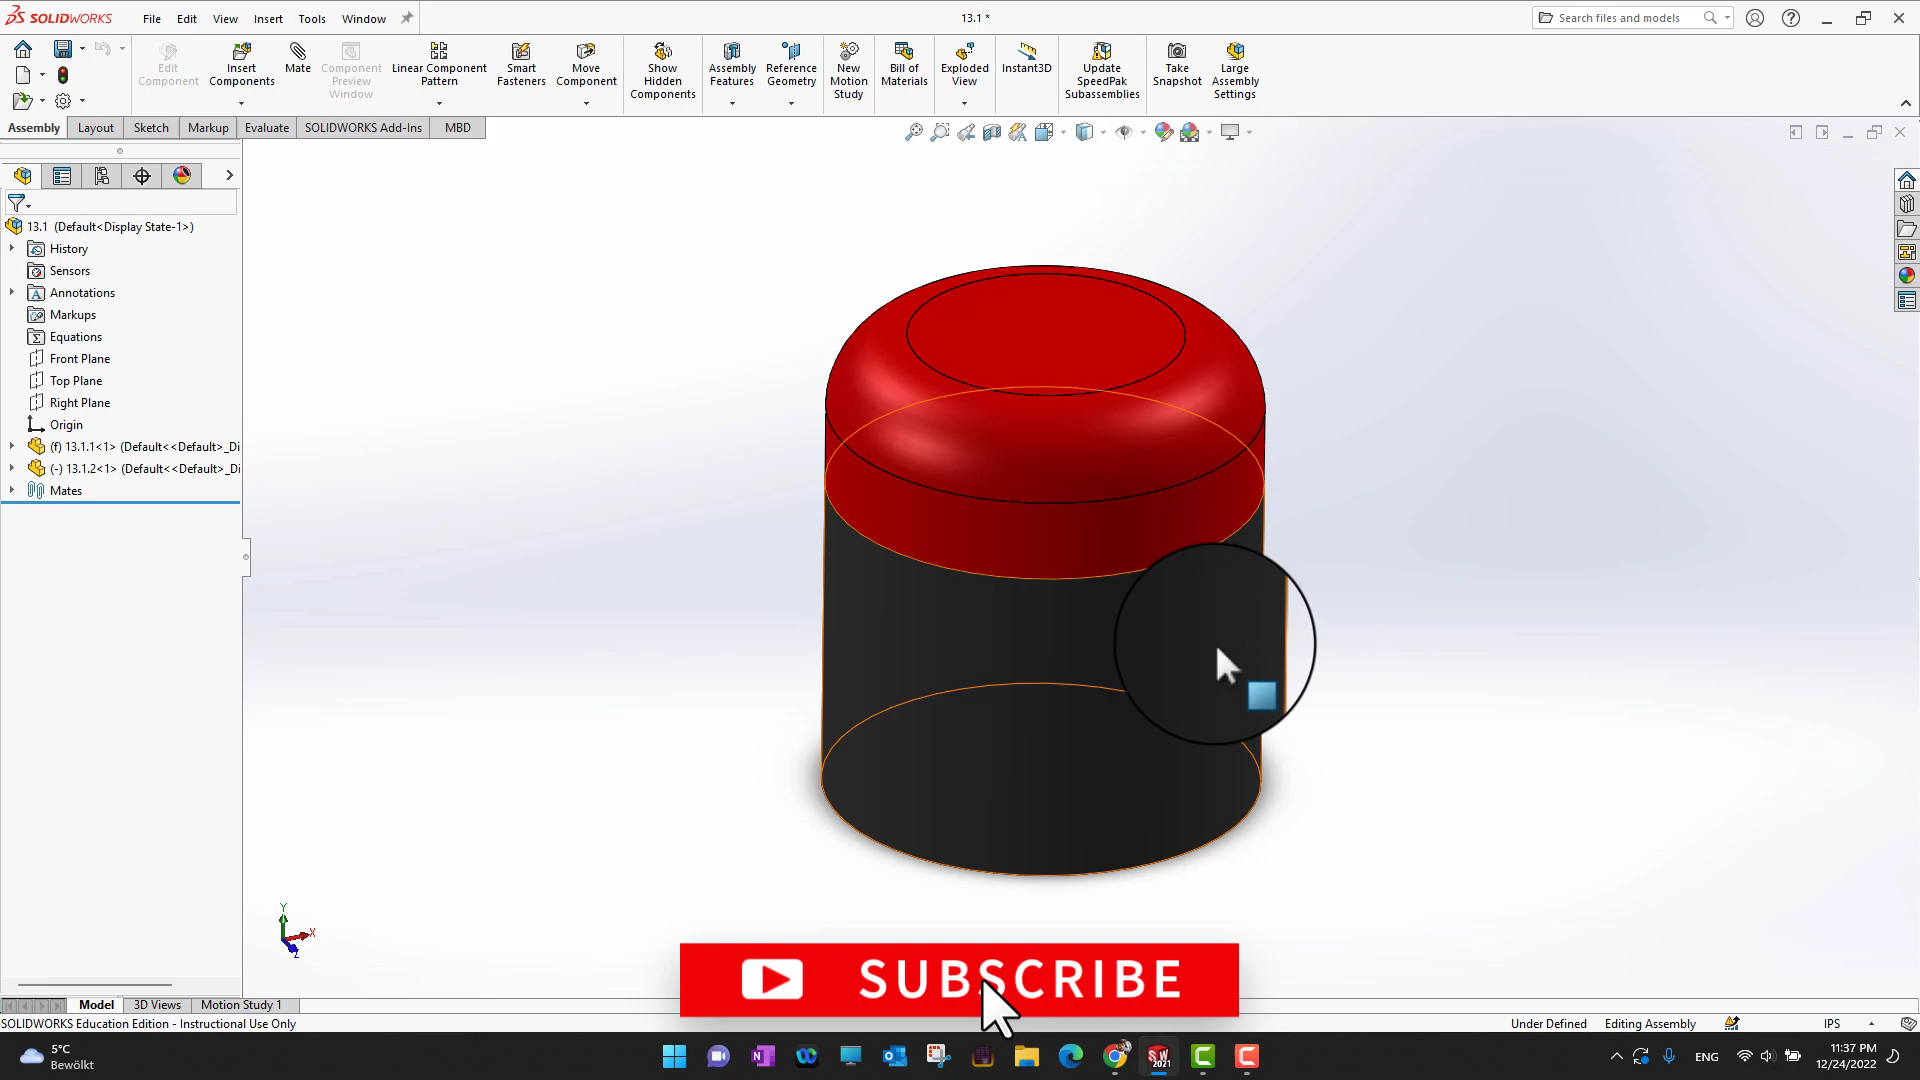 SOLIDWORKS File Edit View Insert Tools Window 13.1 * Search files and models
Edit Component Insert Components Mate Component Preview Window Linear Component Pattern Smart Fasteners Move Component Show Hidden Components Assembly Features Reference Geometry New Motion Study Bill of Materials Exploded View Instant3D Update SpeedPak Subassemblies Take Snapshot Large Assembly Settings
Assembly Layout Sketch Markup Evaluate SOLIDWORKS Add-Ins MBD
13.1 (Default<Display State-1>)
History
Sensors
Annotations
Markups
Equations
Front Plane
Top Plane
Right Plane
Origin
(f) 13.1.1<1> (Default<<Default>_Di
(-) 13.1.2<1> (Default<<Default>_Di
Mates
Y
X
Z
SUBSCRIBE
Model 3D Views Motion Study 1
SOLIDWORKS Education Edition - Instructional Use Only Under Defined Editing Assembly IPS
5°C
Bewölkt
SW 2021
ENG
11:37 PM
12/24/2022